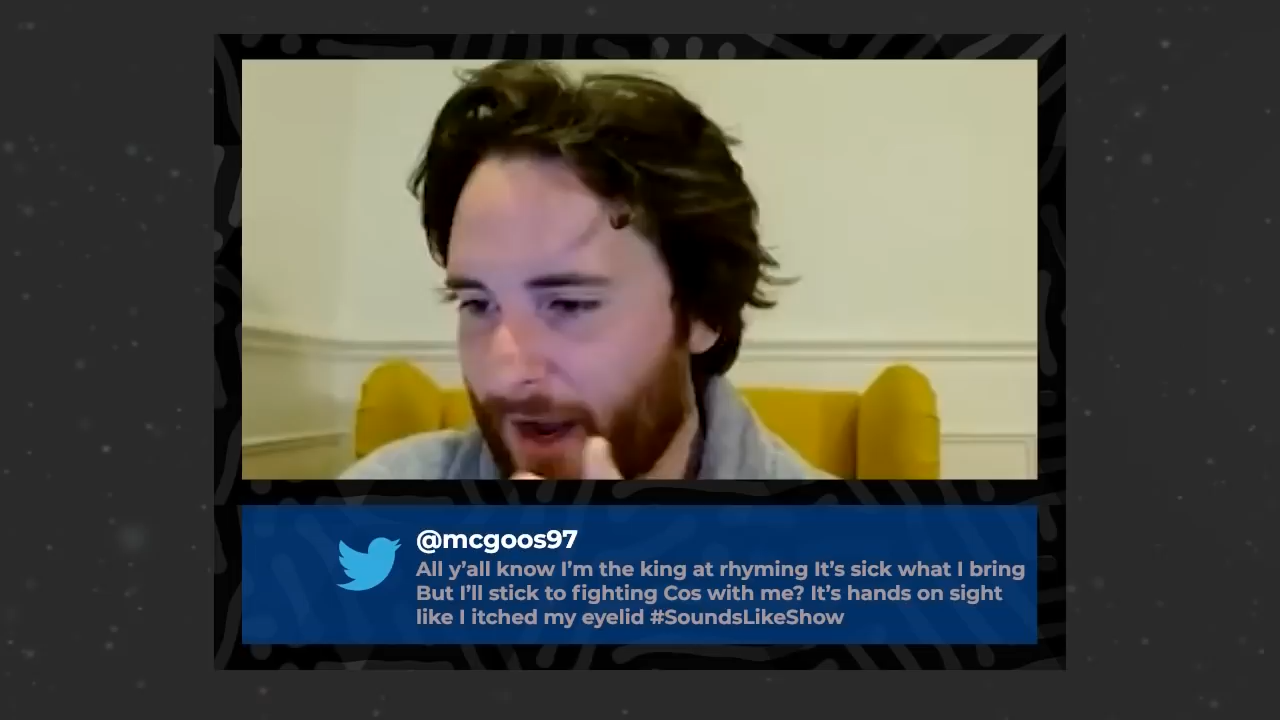 @mcgoos97
All y’all know I’m the king at rhyming It’s sick what I bring
But I’ll stick to fighting Cos with me? It’s hands on sight
like I itched my eyelid #SoundsLikeShow